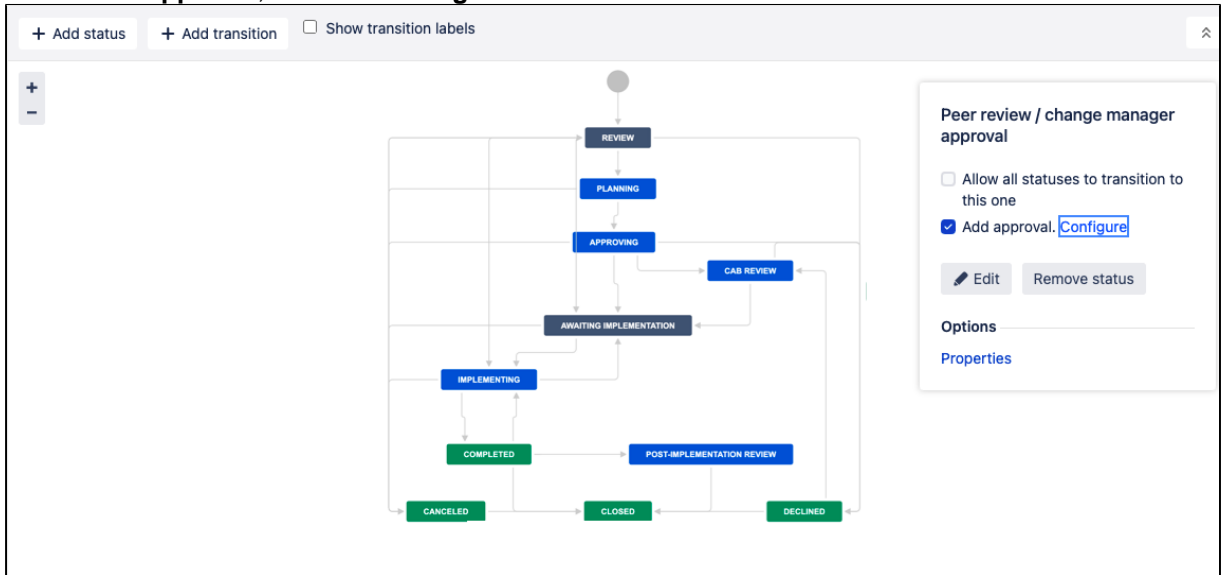 + Add status + Add transition Show transition labels
+
−
REVIEW
PLANNING
APPROVING
CAB REVIEW
AWAITING IMPLEMENTATION
IMPLEMENTING
COMPLETED POST-IMPLEMENTATION REVIEW
CANCELED CLOSED DECLINED
Peer review / change manager
approval
Allow all statuses to transition to
this one
Add approval. Configure
Edit Remove status
Options
Properties